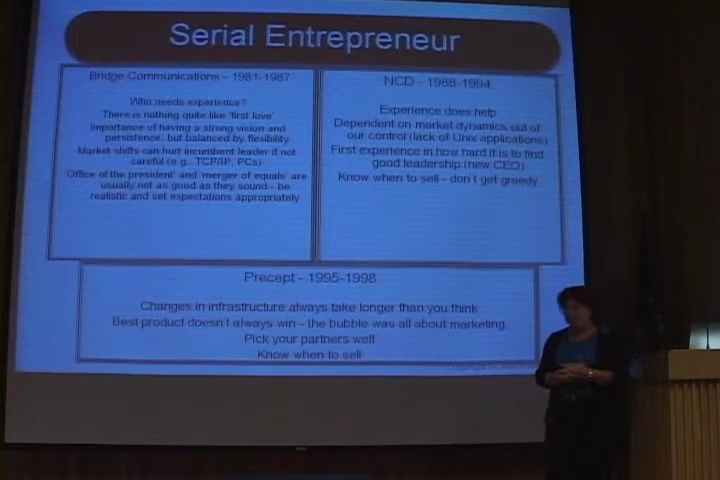 Serial Entrepreneur
Bridge Communications - 1981-1987
Who needs experience?
There is nothing quite like 'first love'
Importance of having a strong vision and
persistence, but balanced by flexibility
Market shifts can hurt incumbent leader if not
careful (e.g., TCP/IP, PCs)
'Office of the president' and 'merger of equals' are
usually not as good as they sound - be
realistic and set expectations appropriately
NCD - 1988-1994
Experience does help
Dependent on market dynamics out of
our control (lack of Unix applications)
First experience in how hard it is to find
good leadership (new CEO)
Know when to sell - don't get greedy
Precept - 1995-1998
Changes in infrastructure always take longer than you think
Best product doesn't always win - the bubble was all about marketing
Pick your partners well
Know when to sell